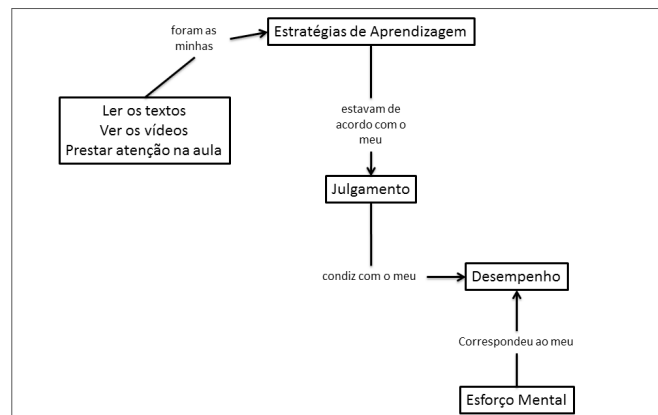 foram as
minhas
Estratégias de Aprendizagem
Ler os textos
Ver os vídeos
Prestar atenção na aula
estavam de
acordo com o
meu
Julgamento
condiz com o meu
Desempenho
Correspondeu ao meu
Esforço Mental